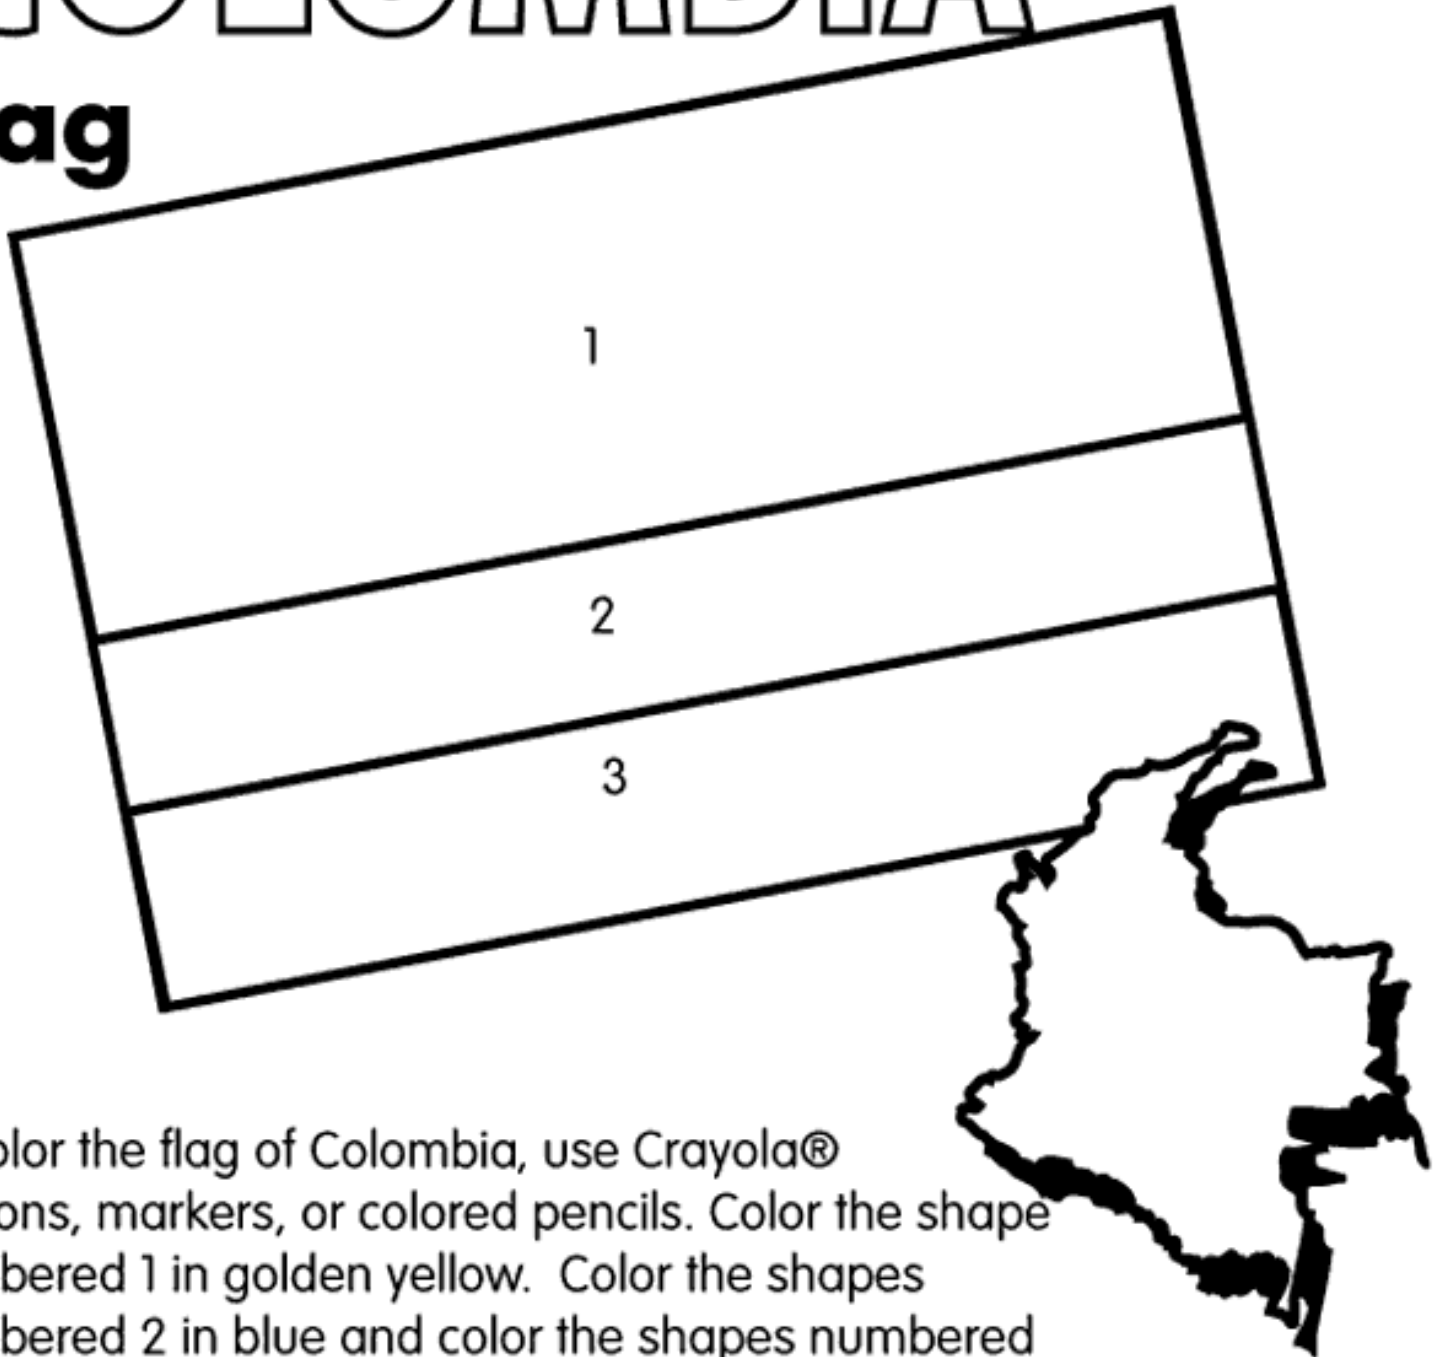 COLOMBIA
ag
1
2
3
olor the flag of Colombia, use Crayola®
ons, markers, or colored pencils. Color the shape
bered 1 in golden yellow.  Color the shapes
bered 2 in blue and color the shapes numbered